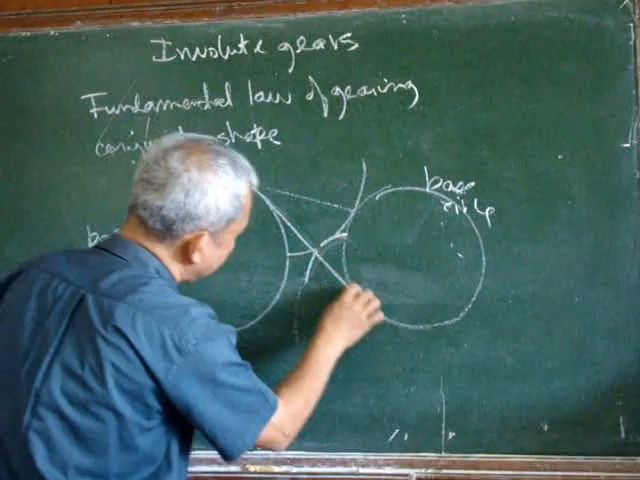 Involute gears
Fundamental law of gearing
shape
base
circle